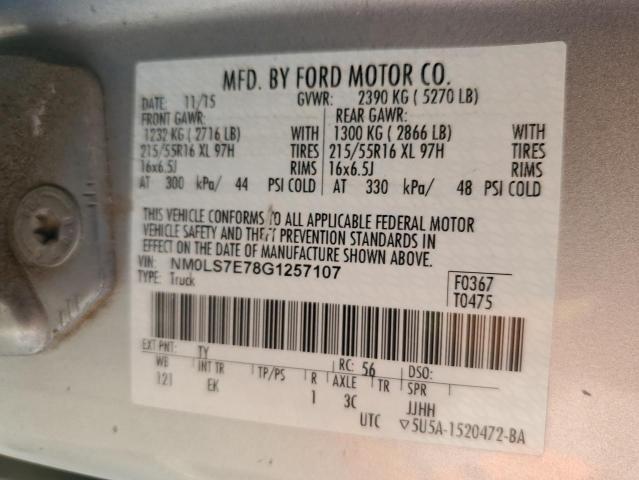 MFD. BY FORD MOTOR CO.
DATE: 11/15 GVWR: 2390 KG ( 5270 LB)
FRONT GAWR: REAR GAWR:
1232 KG ( 2716 LB) WITH 1300 KG ( 2866 LB) WITH
215/55R16 XL 97H TIRES 215/55R16 XL 97H TIRES
16x6.5J RIMS 16x6.5J RIMS
AT 300 kPa/ 44 PSI COLD AT 330 kPa/ 48 PSI COLD
THIS VEHICLE CONFORMS TO ALL APPLICABLE FEDERAL MOTOR
VEHICLE SAFETY AND THEFT PREVENTION STANDARDS IN
EFFECT ON THE DATE OF MANUFACTURE SHOWN ABOVE.
VIN: NM0LS7E78G1257107
TYPE: Truck
F0367
T0475
EXT PNT: TY RC: 56 DSO:
WB INT TR TP/PS R AXLE TR SPR
121 EK 1 3C JJHH
UTC ▽5U5A-1520472-BA